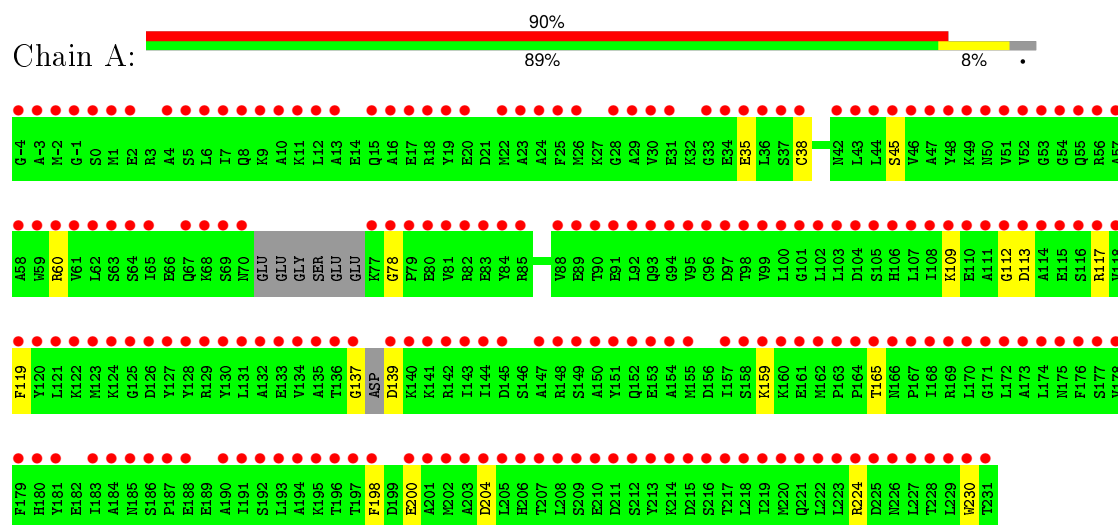 90%
Chain A:
89% 8% •
G-4 A-3 M-2 G-1 S0 M1 E2 R3 A4 S5 L6 I7 Q8 K9 A10 K11 L12 A13 E14 Q15 A16 E17 R18 Y19 E20 D21 M22 A23 A24 F25 M26 K27 G28 A29 V30 E31 K32 G33 E34 E35 L36 S37 C38 N42 L43 L44 S45 V46 A47 Y48 K49 N50 V51 V52 G53 G54 Q55 R56 A57
A58 W59 R60 V61 L62 S63 S64 I65 E66 Q67 K68 S69 N70 GLU GLU GLY SER GLU GLU K77 G78 P79 E80 V81 R82 E83 Y84 R85 V88 E89 T90 E91 L92 Q93 G94 V95 C96 D97 T98 V99 L100 G101 L102 L103 D104 S105 H106 L107 I108 K109 E110 A111 G112 D113 A114 E115 S116 R117 V118
F119 Y120 L121 K122 M123 K124 G125 D126 Y127 Y128 R129 Y130 L131 A132 E133 V134 A135 T136 G137 ASP D139 K140 K141 R142 I143 I144 D145 S146 A147 R148 S149 A150 Y151 Q152 E153 A154 M155 D156 I157 S158 K159 K160 E161 M162 P163 P164 T165 N166 P167 I168 R169 L170 G171 L172 A173 L174 N175 F176 S177 V178
F179 H180 Y181 E182 I183 A184 N185 S186 P187 E188 E189 A190 I191 S192 L193 A194 K195 T196 T197 F198 D199 E200 A201 M202 A203 D204 L205 H206 T207 L208 S209 E210 D211 S212 Y213 K214 D215 S216 T217 L218 I219 M220 Q221 L222 L223 R224 D225 N226 L227 T228 L229 W230 T231